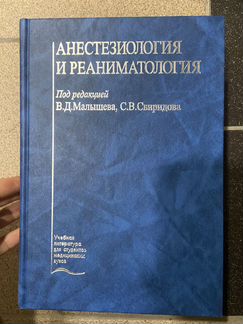 АНЕСТЕЗИОЛОГИЯ
И РЕАНИМАТОЛОГИЯ
Под редакцией
В.Д.Малышева, С.В.Свиридова
Учебная
литература
для студентов
медицинских
вузов